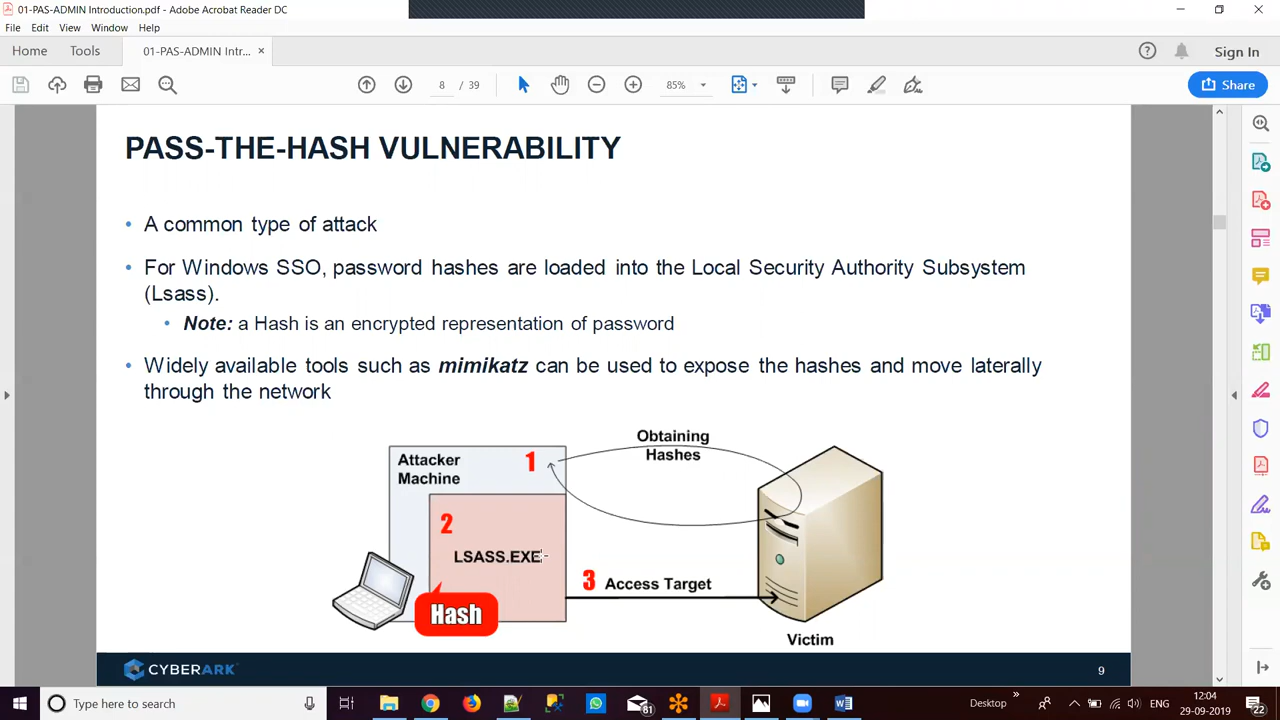 01-PAS-ADMIN Introduction.pdf - Adobe Acrobat Reader DC
File Edit View Window Help
Home Tools 01-PAS-ADMIN Intr... × Sign In
8 / 39 85% Share
PASS-THE-HASH VULNERABILITY
• A common type of attack
• For Windows SSO, password hashes are loaded into the Local Security Authority Subsystem
(Lsass).
• Note: a Hash is an encrypted representation of password
• Widely available tools such as mimikatz can be used to expose the hashes and move laterally
through the network
Obtaining
Hashes
Attacker
Machine
1
2
LSASS.EXE
Hash
3 Access Target
Victim
CYBERARK 9
Type here to search 61 Desktop » 12:04
29-09-2019 22